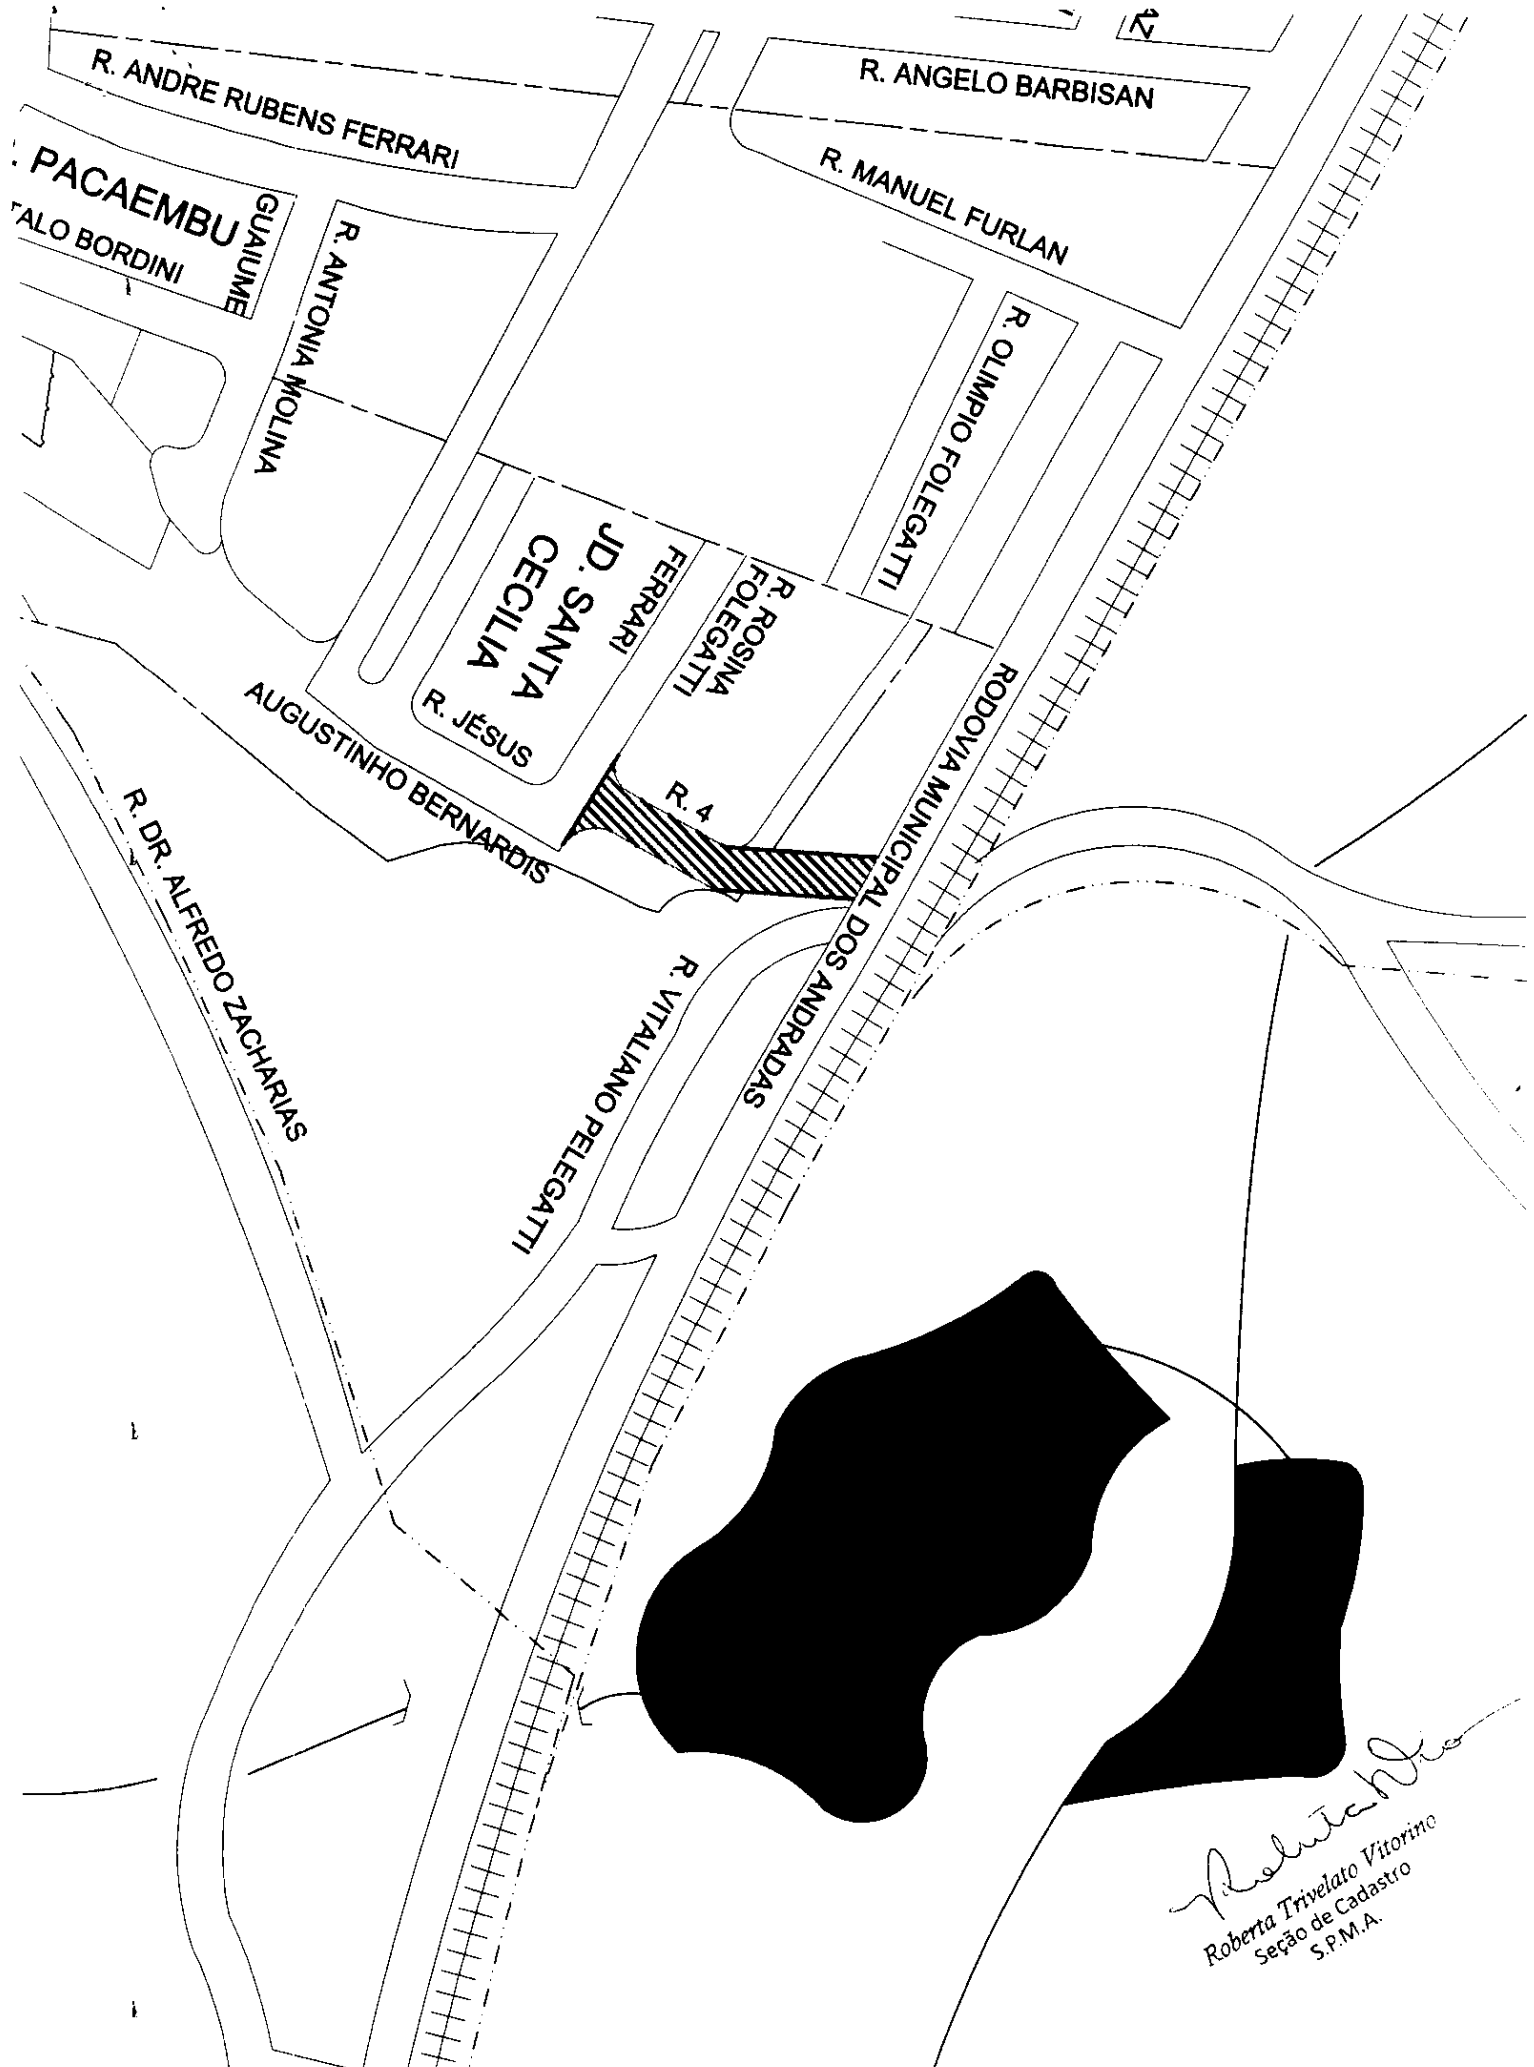 R. ANDRE RUBENS FERRARI
R. ANGELO BARBISAN
R. MANUEL FURLAN
. PACAEMBU
TALO BORDINI
GUAIUME
R. ANTONIA MOLINA
R. OLIMPIO FOLEGATTI
JD. SANTA
CECILIA
FERRARI
R. JÉSUS
R. ROSINA
FOLEGATTI
R. 4
AUGUSTINHO BERNARDIS
RODOVIA MUNICIPAL DOS ANDRADAS
R. DR. ALFREDO ZACHARIAS
R. VITALIANO PELEGATTI
Roberta Trivelato Vitorino
Seção de Cadastro
S.P.M.A.